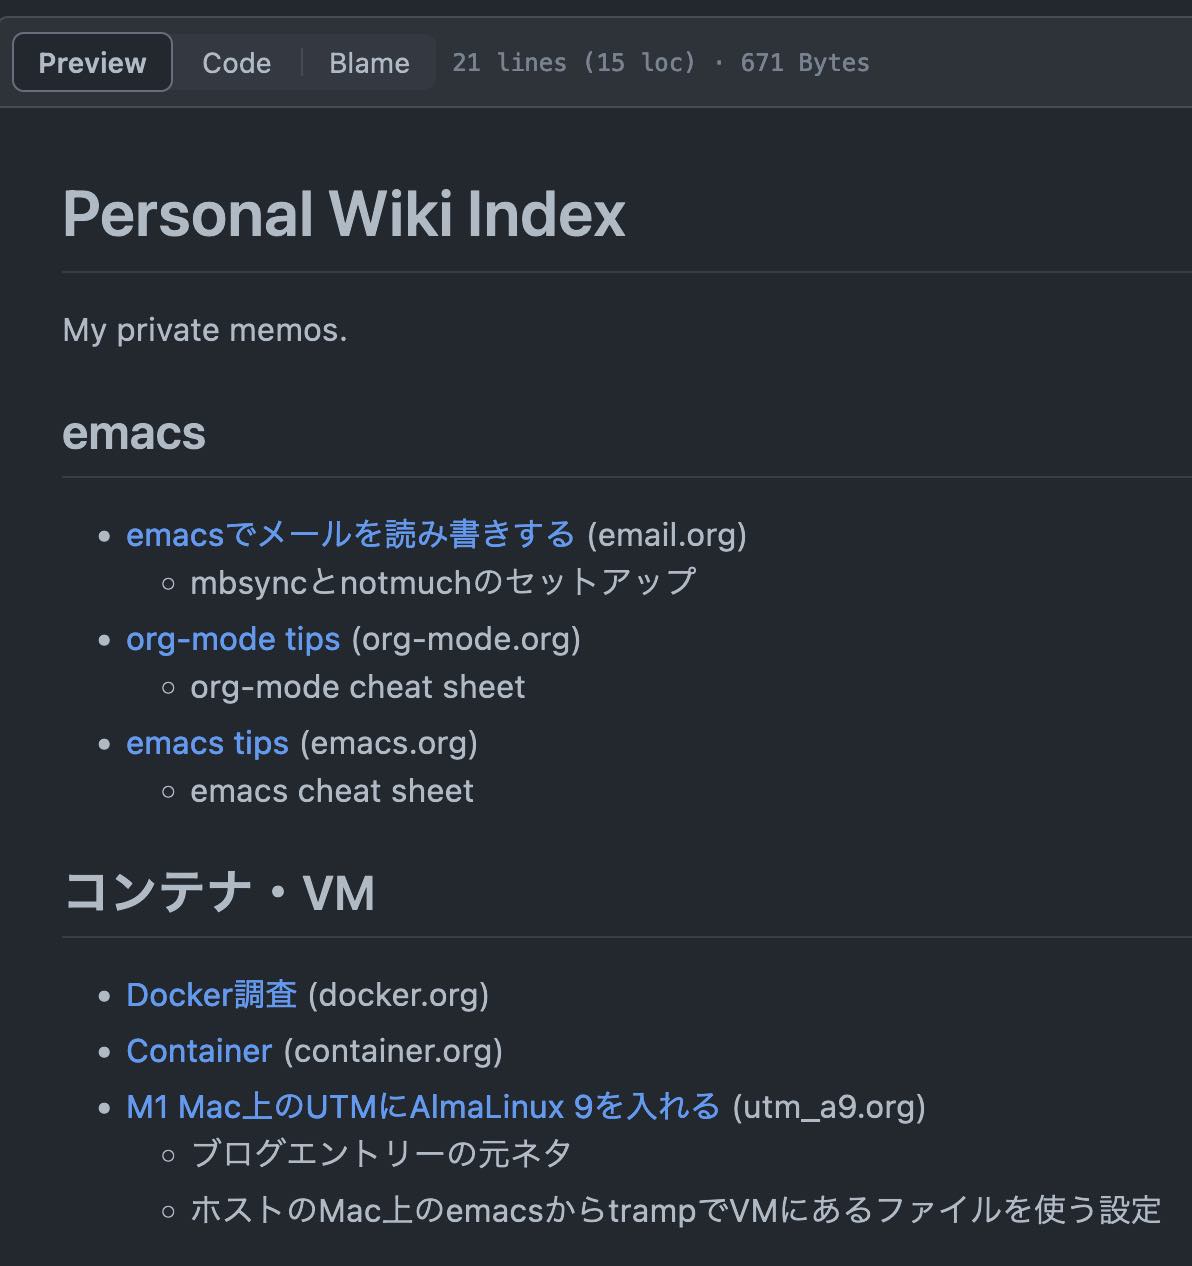 Preview Code Blame 21 lines (15 loc) · 671 Bytes
Personal Wiki Index
My private memos.
emacs
emacsでメールを読み書きする (email.org)
mbsyncとnotmuchのセットアップ
org-mode tips (org-mode.org)
org-mode cheat sheet
emacs tips (emacs.org)
emacs cheat sheet
コンテナ・VM
Docker調査 (docker.org)
Container (container.org)
M1 Mac上のUTMにAlmaLinux 9を入れる (utm_a9.org)
ブログエントリーの元ネタ
ホストのMac上のemacsからtrampでVMにあるファイルを使う設定